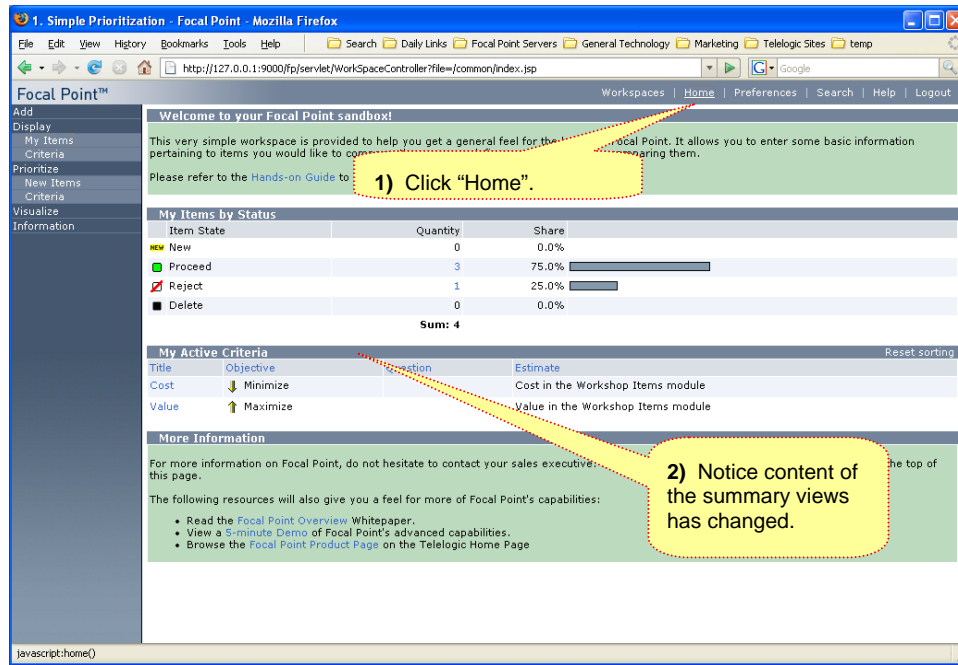 1. Simple Prioritization - Focal Point - Mozilla Firefox
File Edit View History Bookmarks Tools Help Search Daily Links Focal Point Servers General Technology Marketing Telelogic Sites temp
http://127.0.0.1:9000/fp/servlet/WorkSpaceController?file=/common/index.jsp
G Google
Focal Point™
Workspaces | Home | Preferences | Search | Help | Logout
Add
Display
My Items
Criteria
Prioritize
New Items
Criteria
Visualize
Information
Welcome to your Focal Point sandbox!
This very simple workspace is provided to help you get a general feel for the Focal Point. It allows you to enter some basic information
pertaining to items you would like to comparing them.
Please refer to the Hands-on Guide to
1) Click “Home”.
My Items by Status
Item State Quantity Share
NEW New 0 0.0%
Proceed 3 75.0%
Reject 1 25.0%
Delete 0 0.0%
Sum: 4
My Active Criteria Reset sorting
Title Objective Question Estimate
Cost Minimize Cost in the Workshop Items module
Value Maximize Value in the Workshop Items module
More Information
For more information on Focal Point, do not hesitate to contact your sales executive. the top of
this page.
The following resources will also give you a feel for more of Focal Point's capabilities:
• Read the Focal Point Overview Whitepaper.
• View a 5-minute Demo of Focal Point's advanced capabilities.
• Browse the Focal Point Product Page on the Telelogic Home Page
2) Notice content of
the summary views
has changed.
javascript:home()